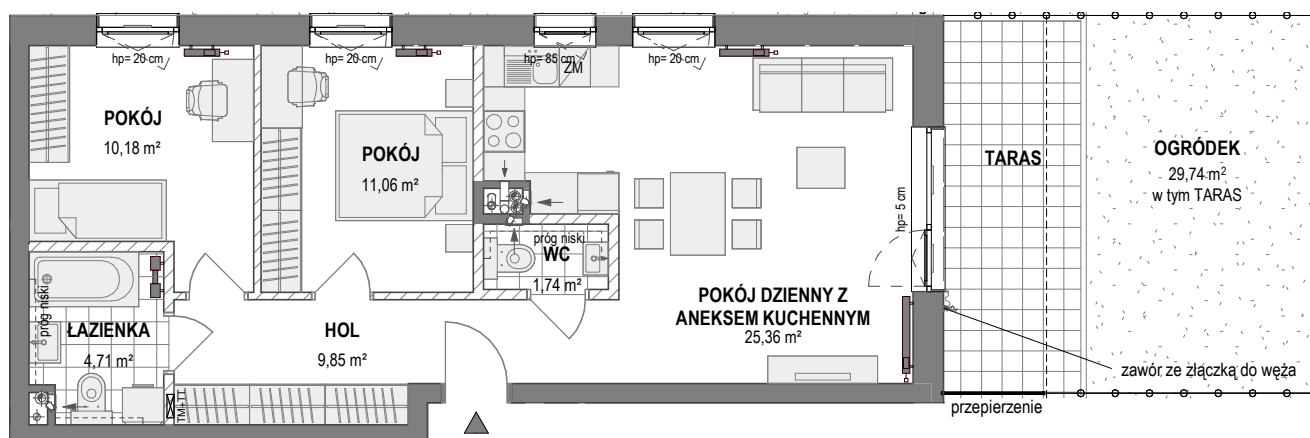 hp= 20 cm
hp= 20 cm
hp= 85 cm
hp= 20 cm
ZM
POKÓJ
10,18 m²
POKÓJ
11,06 m²
TARAS
OGRÓDEK
29,74 m²
w tym TARAS
hp= 5 cm
próg niski
WC
1,74 m²
próg niski
ŁAZIENKA
4,71 m²
HOL
9,85 m²
POKÓJ DZIENNY Z
ANEKSEM KUCHENNYM
25,36 m²
zawór ze złączką do węża
TM+TT
przepierzenie